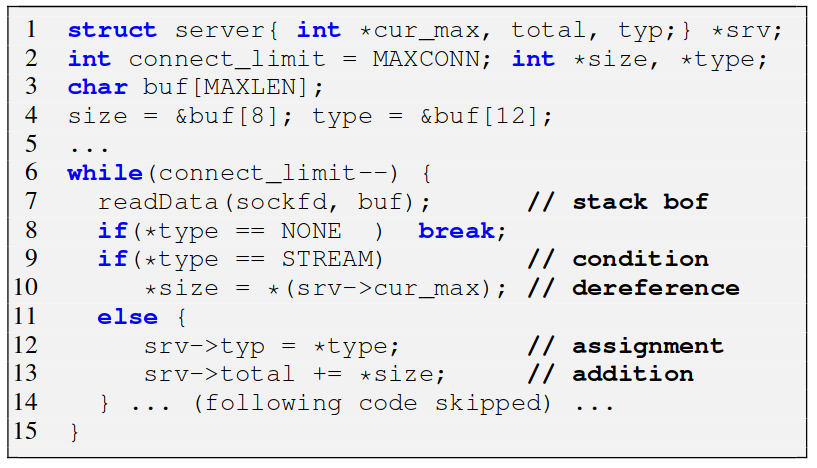 1 struct server{ int *cur_max, total, typ;} *srv;
2 int connect_limit = MAXCONN; int *size, *type;
3 char buf[MAXLEN];
4 size = &buf[8]; type = &buf[12];
5 ...
6 while(connect_limit--) {
7 readData(sockfd, buf); // stack bof
8 if(*type == NONE ) break;
9 if(*type == STREAM) // condition
10 *size = *(srv->cur_max); // dereference
11 else {
12 srv->typ = *type; // assignment
13 srv->total += *size; // addition
14 } ... (following code skipped) ...
15 }